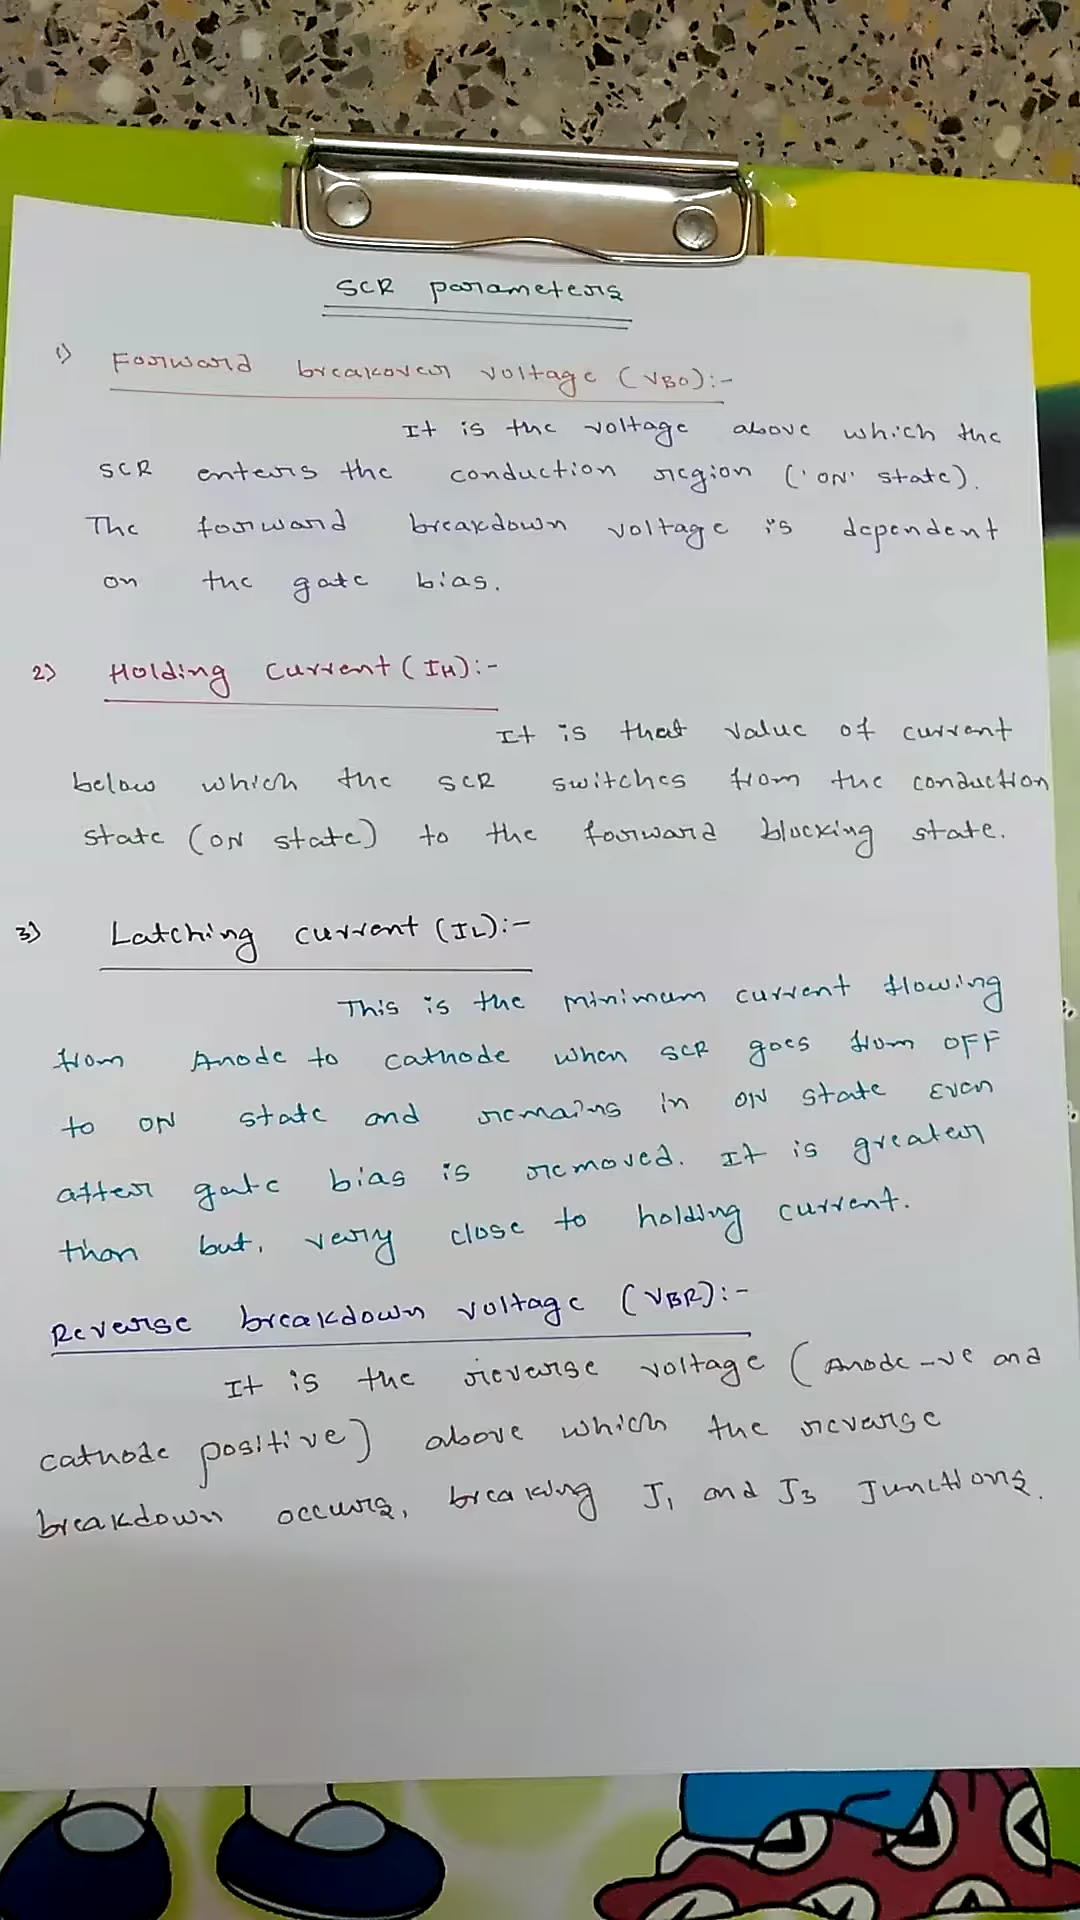 SCR parameters
1) Forward breakover voltage (VBO):-
It is the voltage above which the
SCR enters the conduction region ('ON' state).
The forward breakdown voltage is dependent
on the gate bias.
2) Holding current (IH):-
It is that value of current
below which the SCR switches from the conduction
state (ON state) to the forward blocking state.
3) Latching current (IL):-
This is the minimum current flowing
from Anode to cathode when SCR goes from OFF
to ON state and remains in ON state even
after gate bias is removed. It is greater
than but, very close to holding current.
Reverse breakdown voltage (VBR):-
It is the reverse voltage (Anode -ve and
cathode positive) above which the reverse
breakdown occurs, breaking J1 and J3 Junctions.